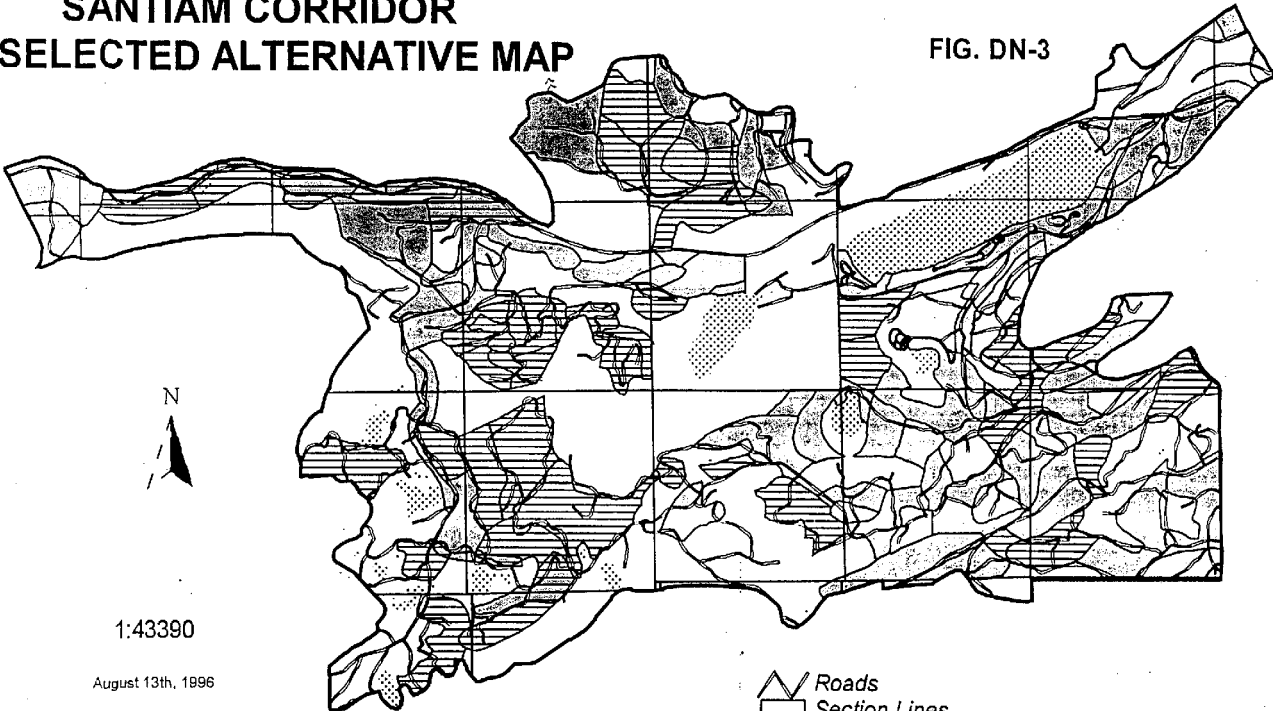 SANTIAM CORRIDOR
SELECTED ALTERNATIVE MAP
FIG. DN-3
N
1:43390
August 13th, 1996
Roads
Section Lines